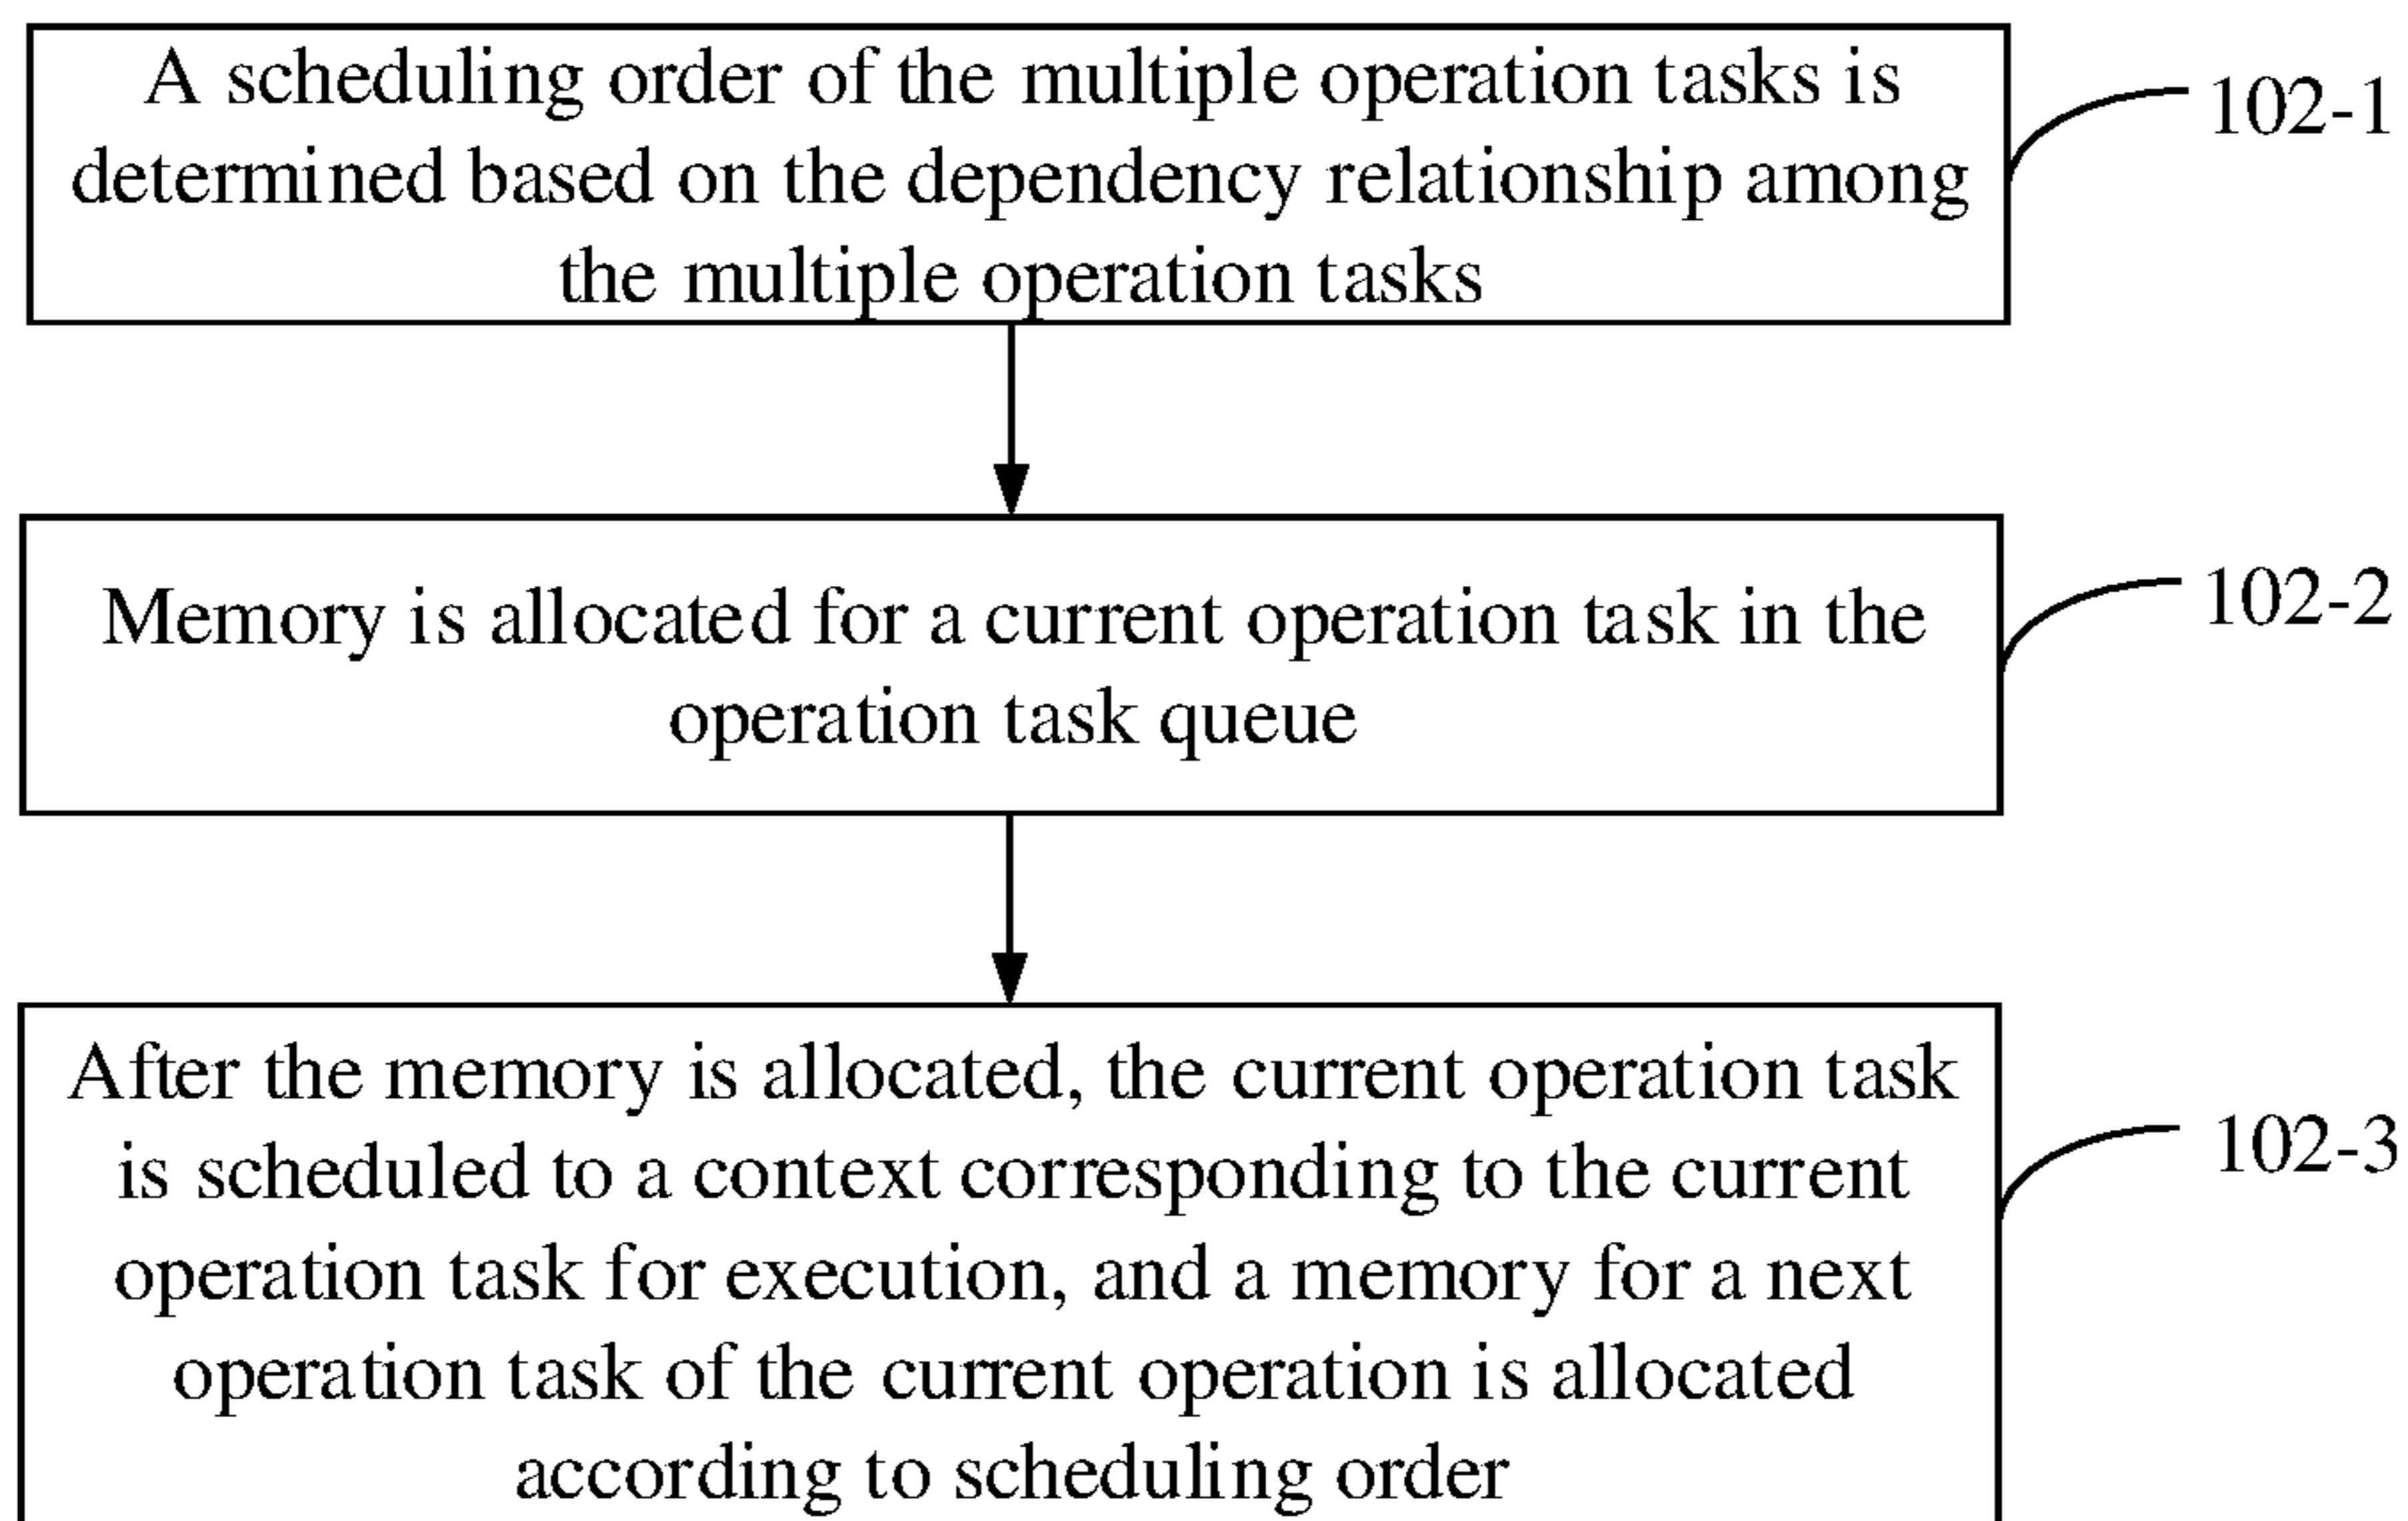 A scheduling order of the multiple operation tasks is
determined based on the dependency relationship among
the multiple operation tasks
102-1
Memory is allocated for a current operation task in the
operation task queue
102-2
After the memory is allocated, the current operation task
is scheduled to a context corresponding to the current
operation task for execution, and a memory for a next
operation task of the current operation is allocated
according to scheduling order
102-3